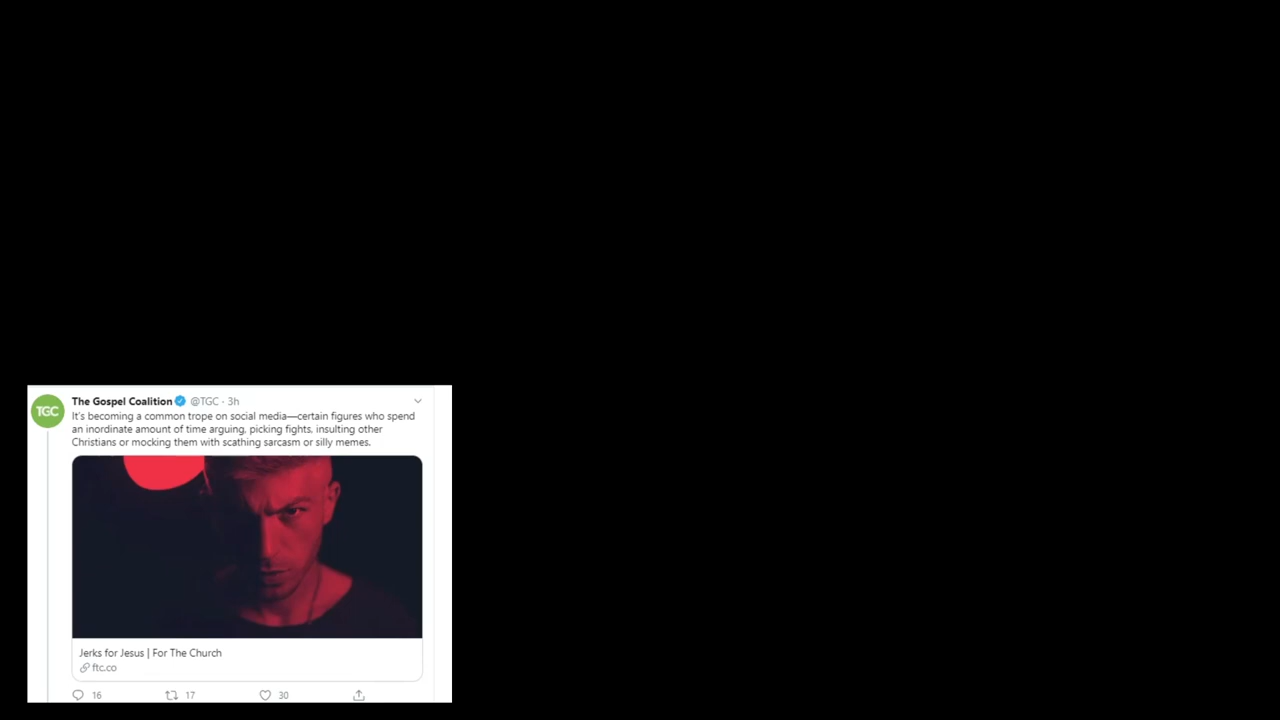 TGC
The Gospel Coalition @TGC · 3h
It's becoming a common trope on social media—certain figures who spend
an inordinate amount of time arguing, picking fights, insulting other
Christians or mocking them with scathing sarcasm or silly memes.
Jerks for Jesus | For The Church
ftc.co
16 17 30